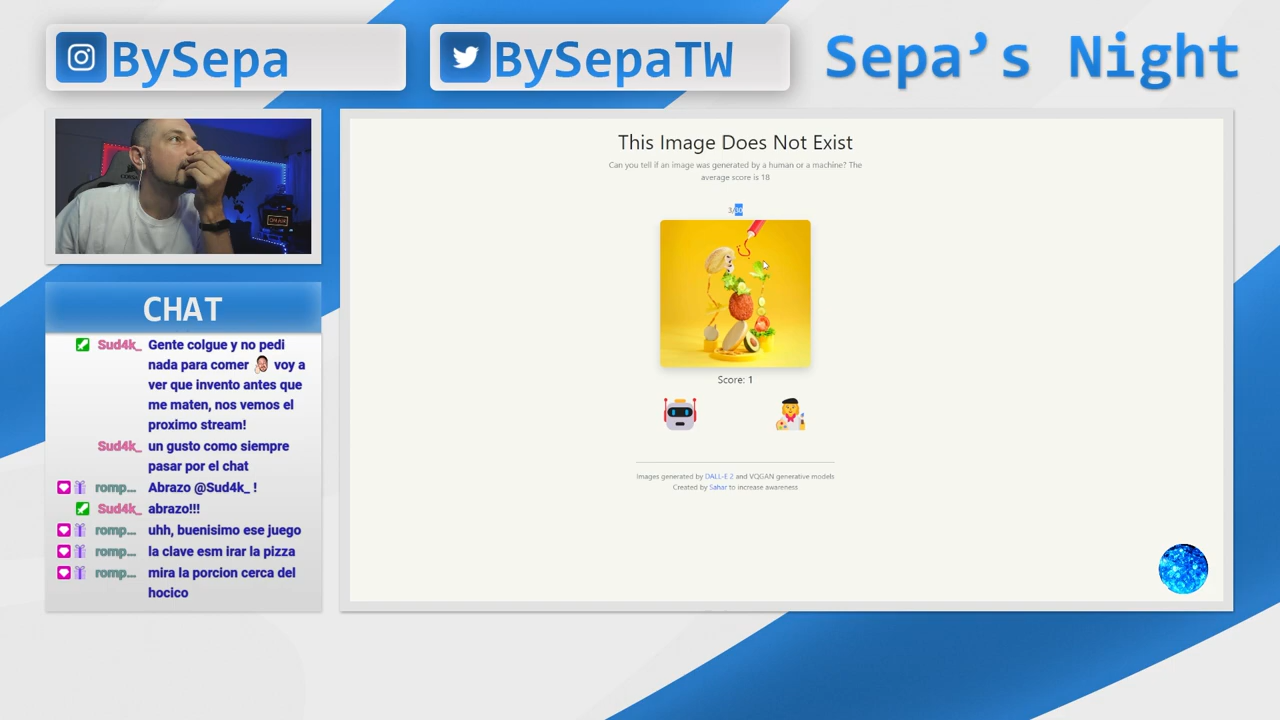 BySepa
BySepaTW
Sepa’s Night
This Image Does Not Exist
Can you tell if an image was generated by a human or a machine? The
average score is 18
3/30
Score: 1
Images generated by DALL-E 2 and VQGAN generative models
Created by Sahar to increase awareness
ON AIR
CHAT
Sud4k_ Gente colgue y no pedi
nada para comer voy a
ver que invento antes que
me maten, nos vemos el
proximo stream!
Sud4k_ un gusto como siempre
pasar por el chat
romp... Abrazo @Sud4k_ !
Sud4k_ abrazo!!!
romp... uhh, buenisimo ese juego
romp... la clave esm irar la pizza
romp... mira la porcion cerca del
hocico